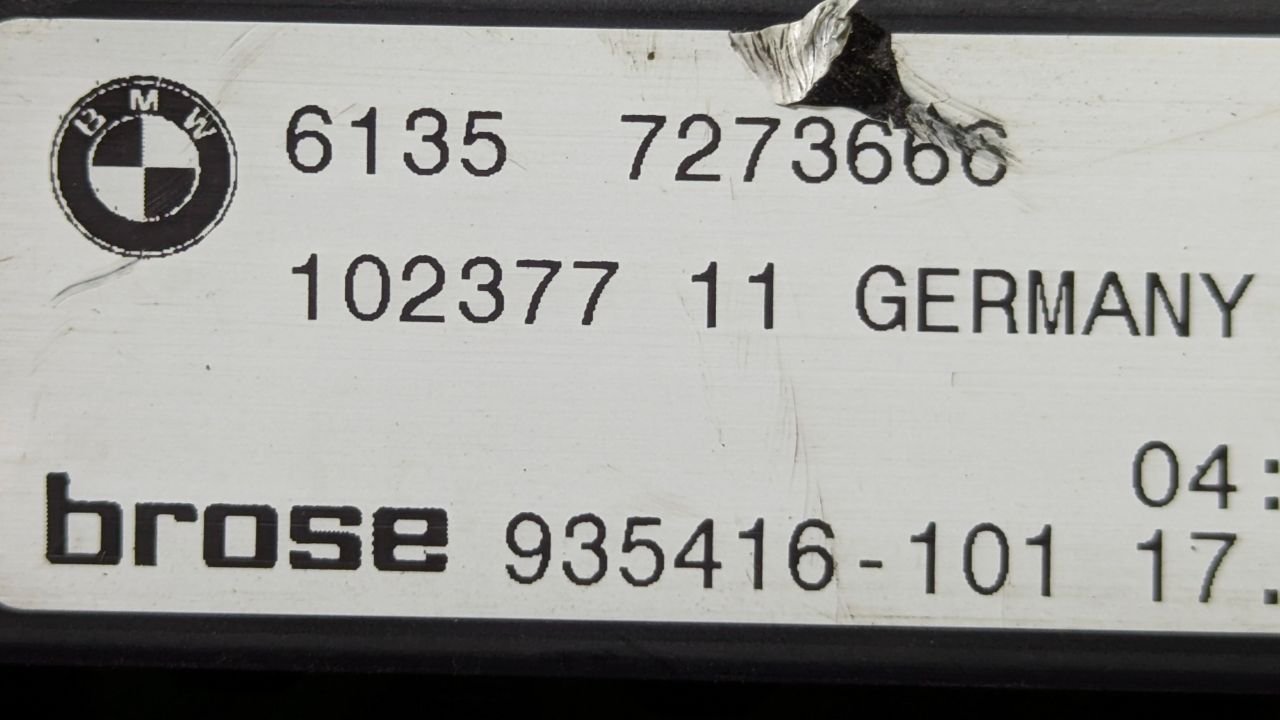 BMW
6135 7273666
102377 11 GERMANY
04:
brose 935416-101 17.